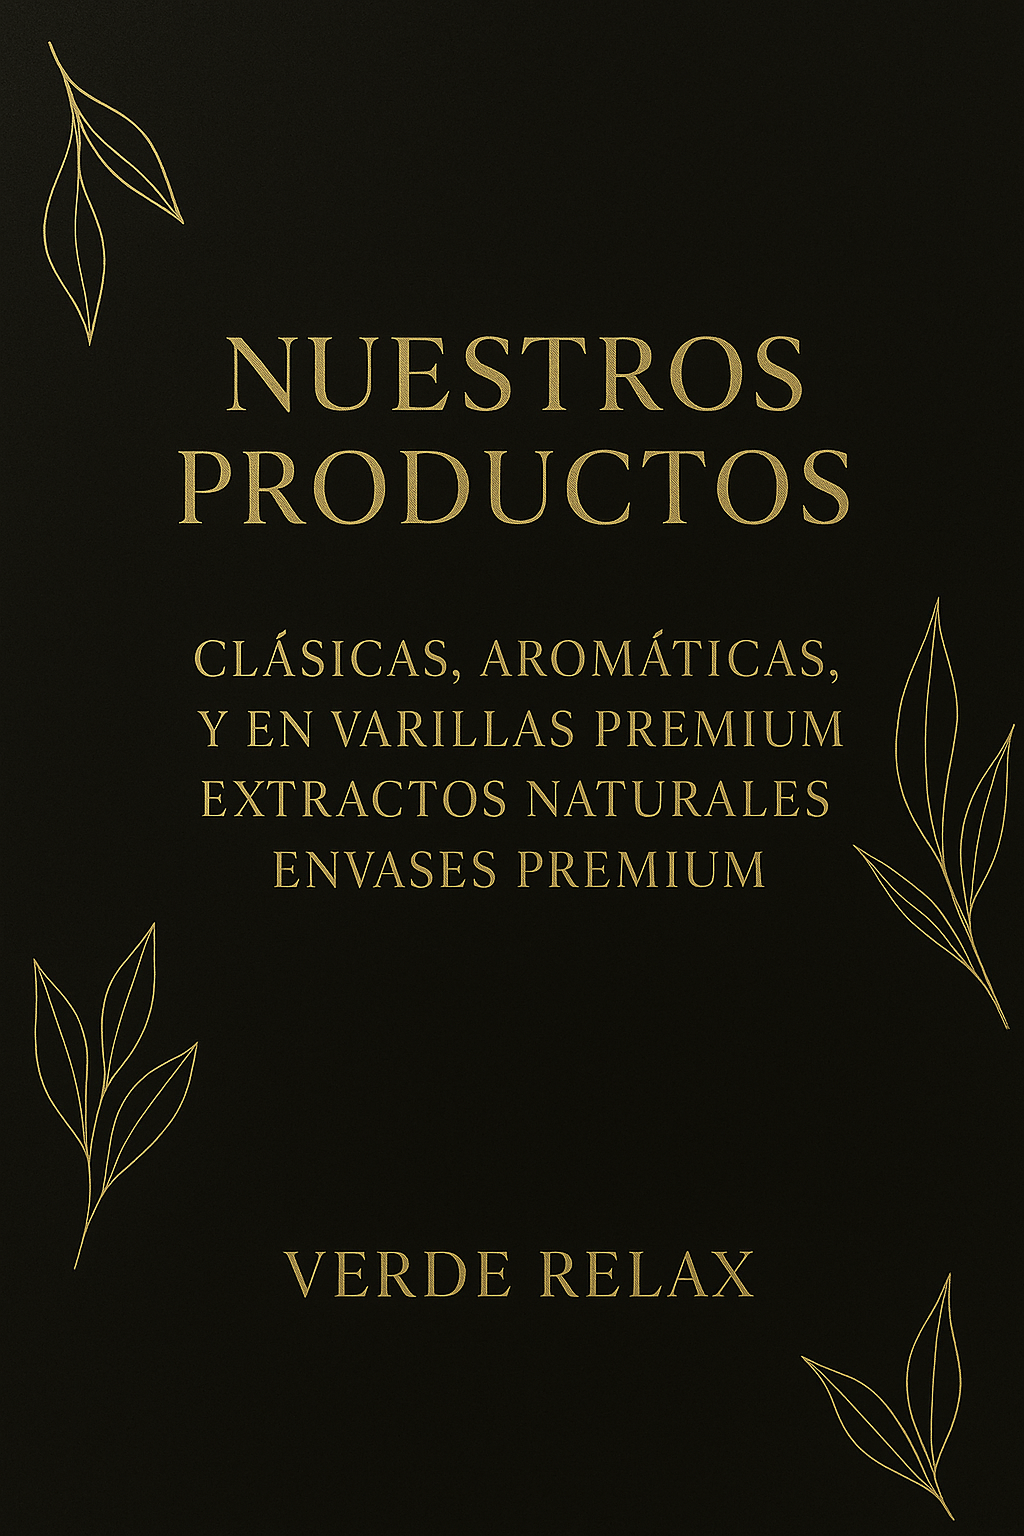 NUESTROS
PRODUCTOS
CLÁSICAS, AROMÁTICAS,
Y EN VARILLAS PREMIUM
EXTRACTOS NATURALES
ENVASES PREMIUM
VERDE RELAX